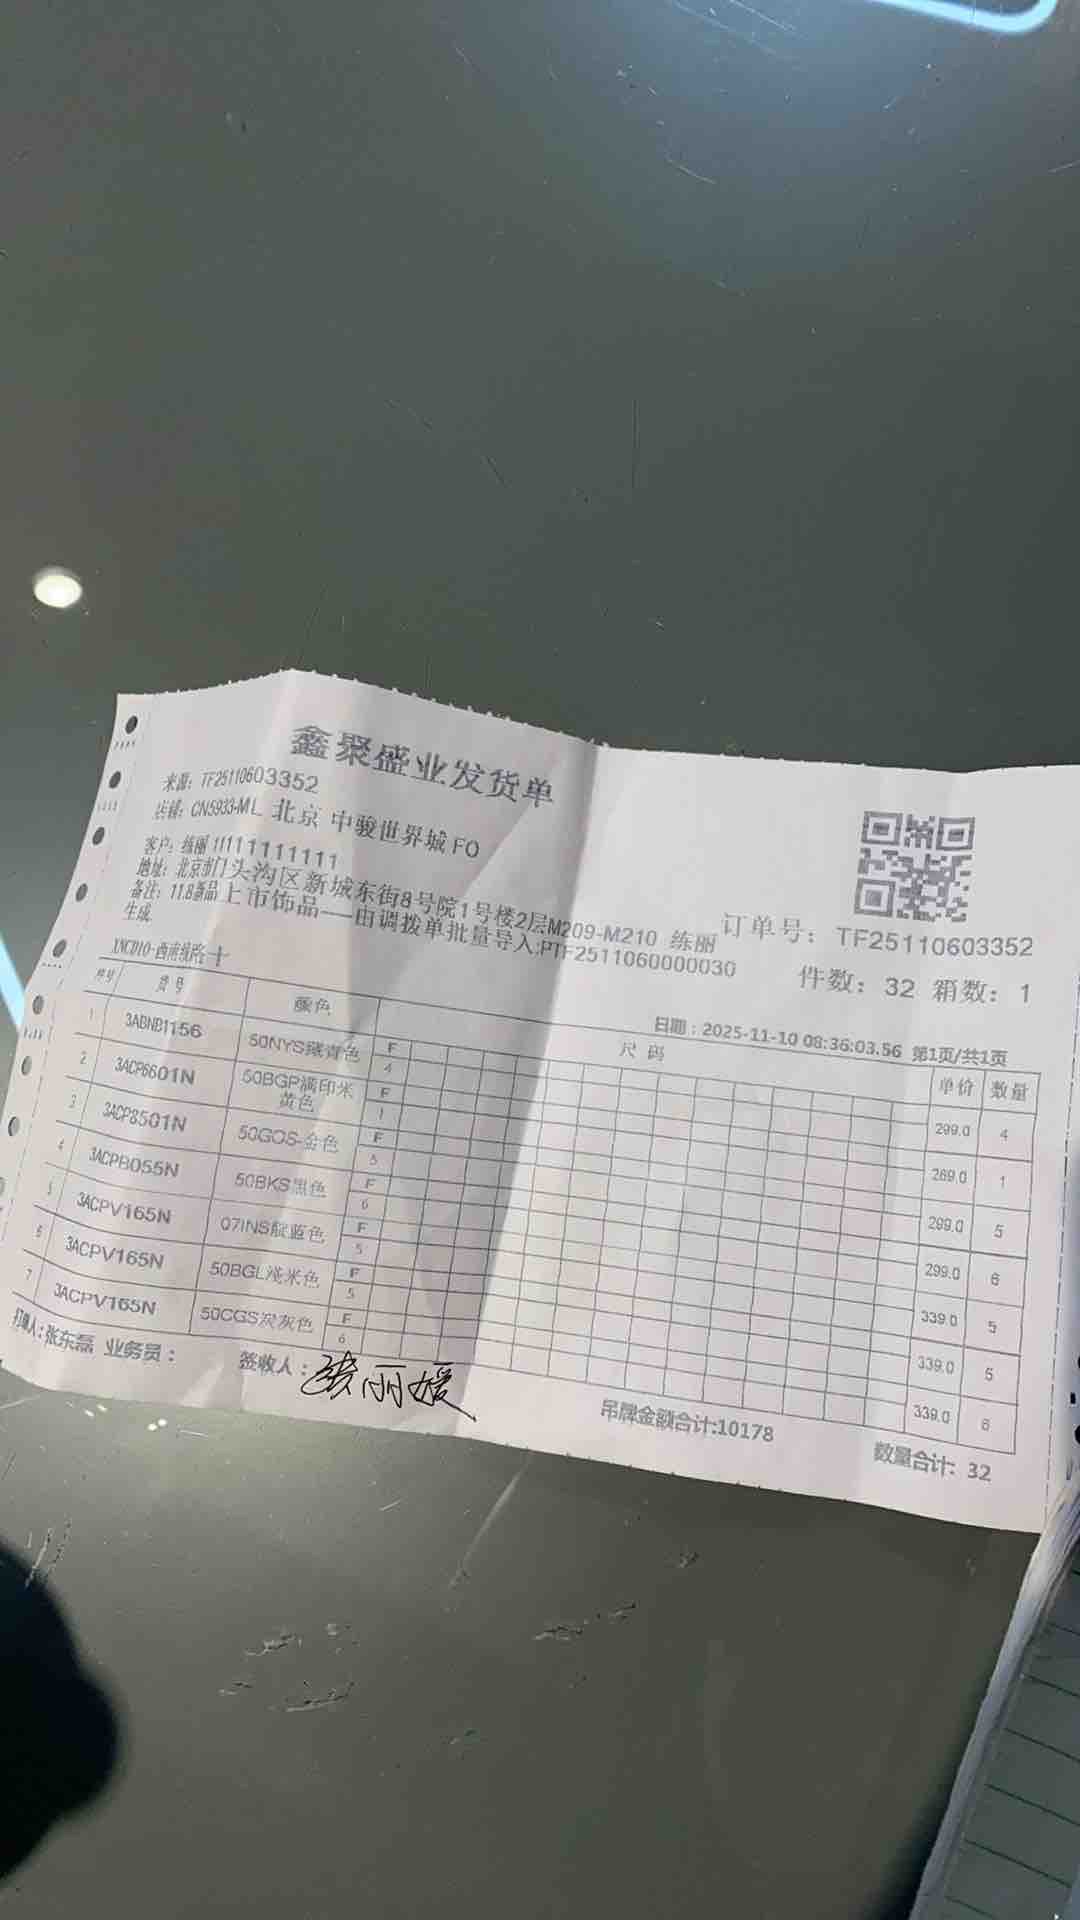 鑫聚盛业发货单
来源: TF25110603352
店铺: CN5933-ML 北京 中骏世界城 FO
客户: 练丽 11111111111
地址: 北京市门头沟区新城东街8号院1号楼2层M209-M210 练丽
备注: 11.8新品上市饰品——由调拨单批量导入:PTF2511060000030
生成
订单号: TF25110603352
件数: 32 箱数: 1
XNCD10-西南线路-十
日期: 2025-11-10 08:36:03.56 第1页/共1页
序号 货号 颜色 尺码 单价 数量
1 3ABNB1156 50NYS藏青色 F 4 299.0 4
2 3ACP6601N 50BGP满印米黄色 F 1 269.0 1
3 3ACP8501N 50GOS-金色 F 5 299.0 5
4 3ACPB055N 50BKS黑色 F 6 299.0 6
5 3ACPV165N 07INS靛蓝色 F 5 339.0 5
6 3ACPV165N 50BGL浅米色 F 5 339.0 5
7 3ACPV165N 50CGS炭灰色 F 6 339.0 6
打单人: 张东磊 业务员: 签收人: 丽媛
吊牌金额合计:10178
数量合计: 32